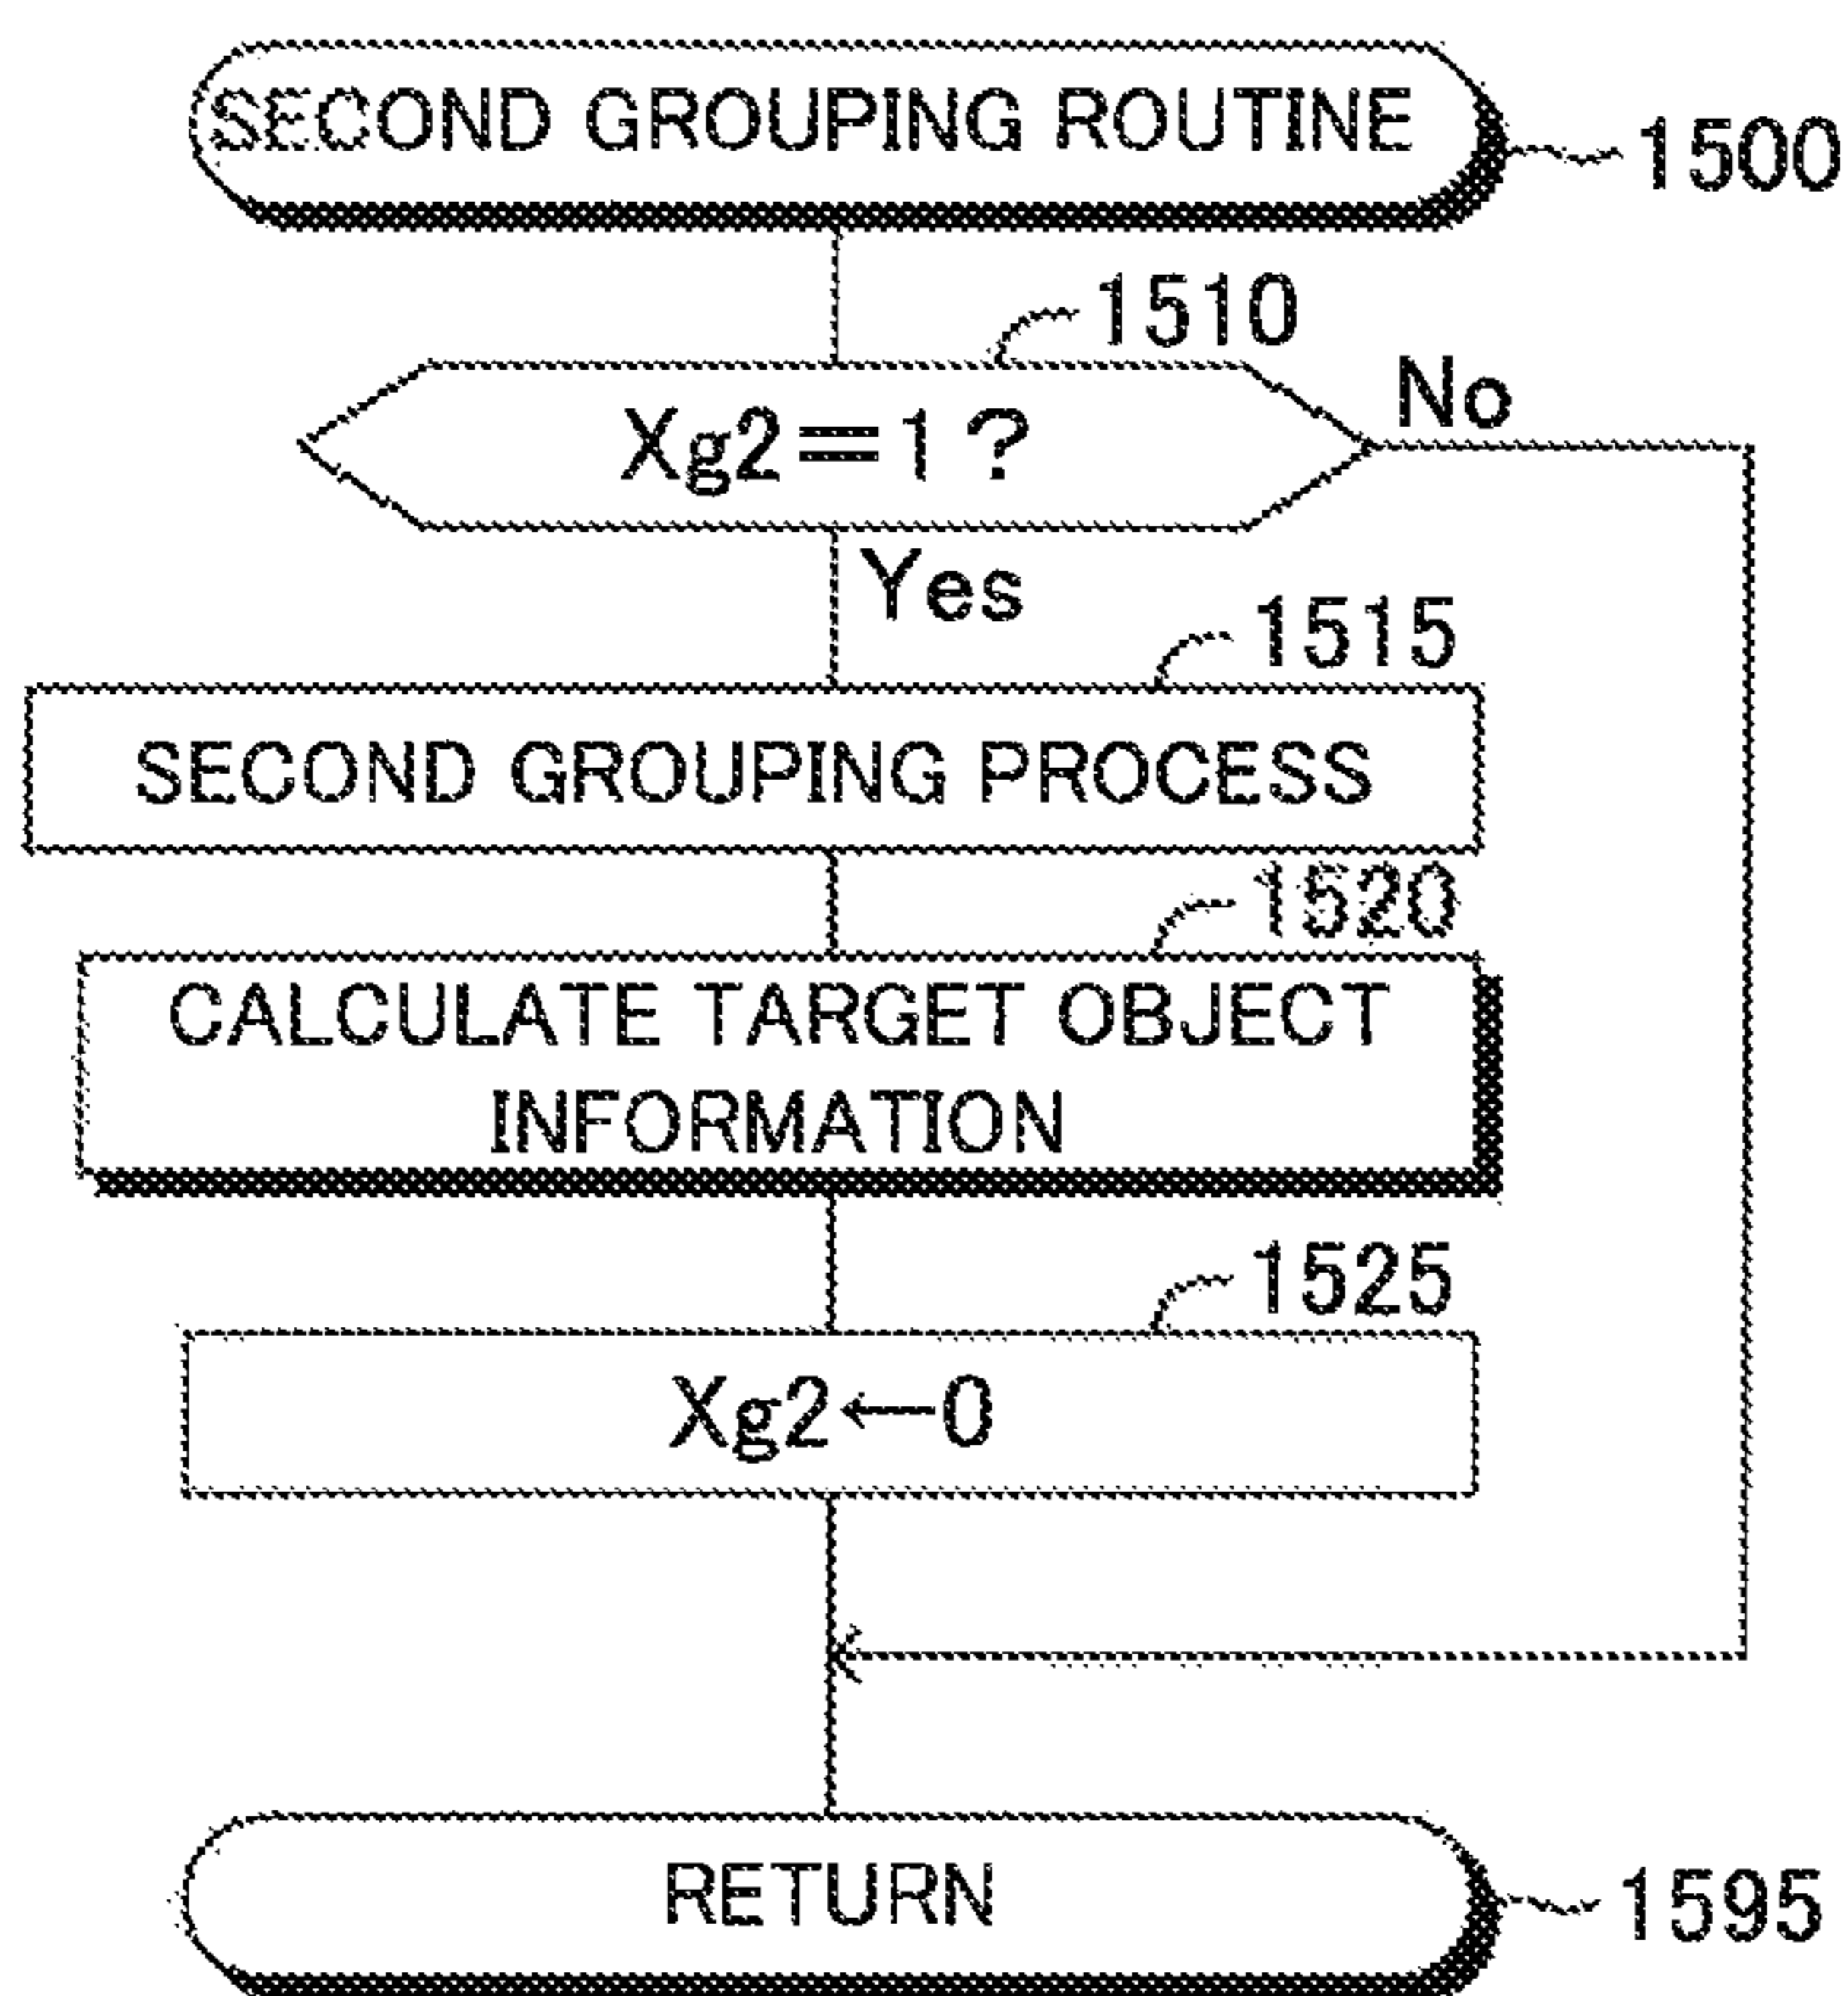 SECOND GROUPING ROUTINE
1500
1510
Xg2=1?
No
Yes
1515
SECOND GROUPING PROCESS
1520
CALCULATE TARGET OBJECT
INFORMATION
1525
Xg2←0
RETURN
1595